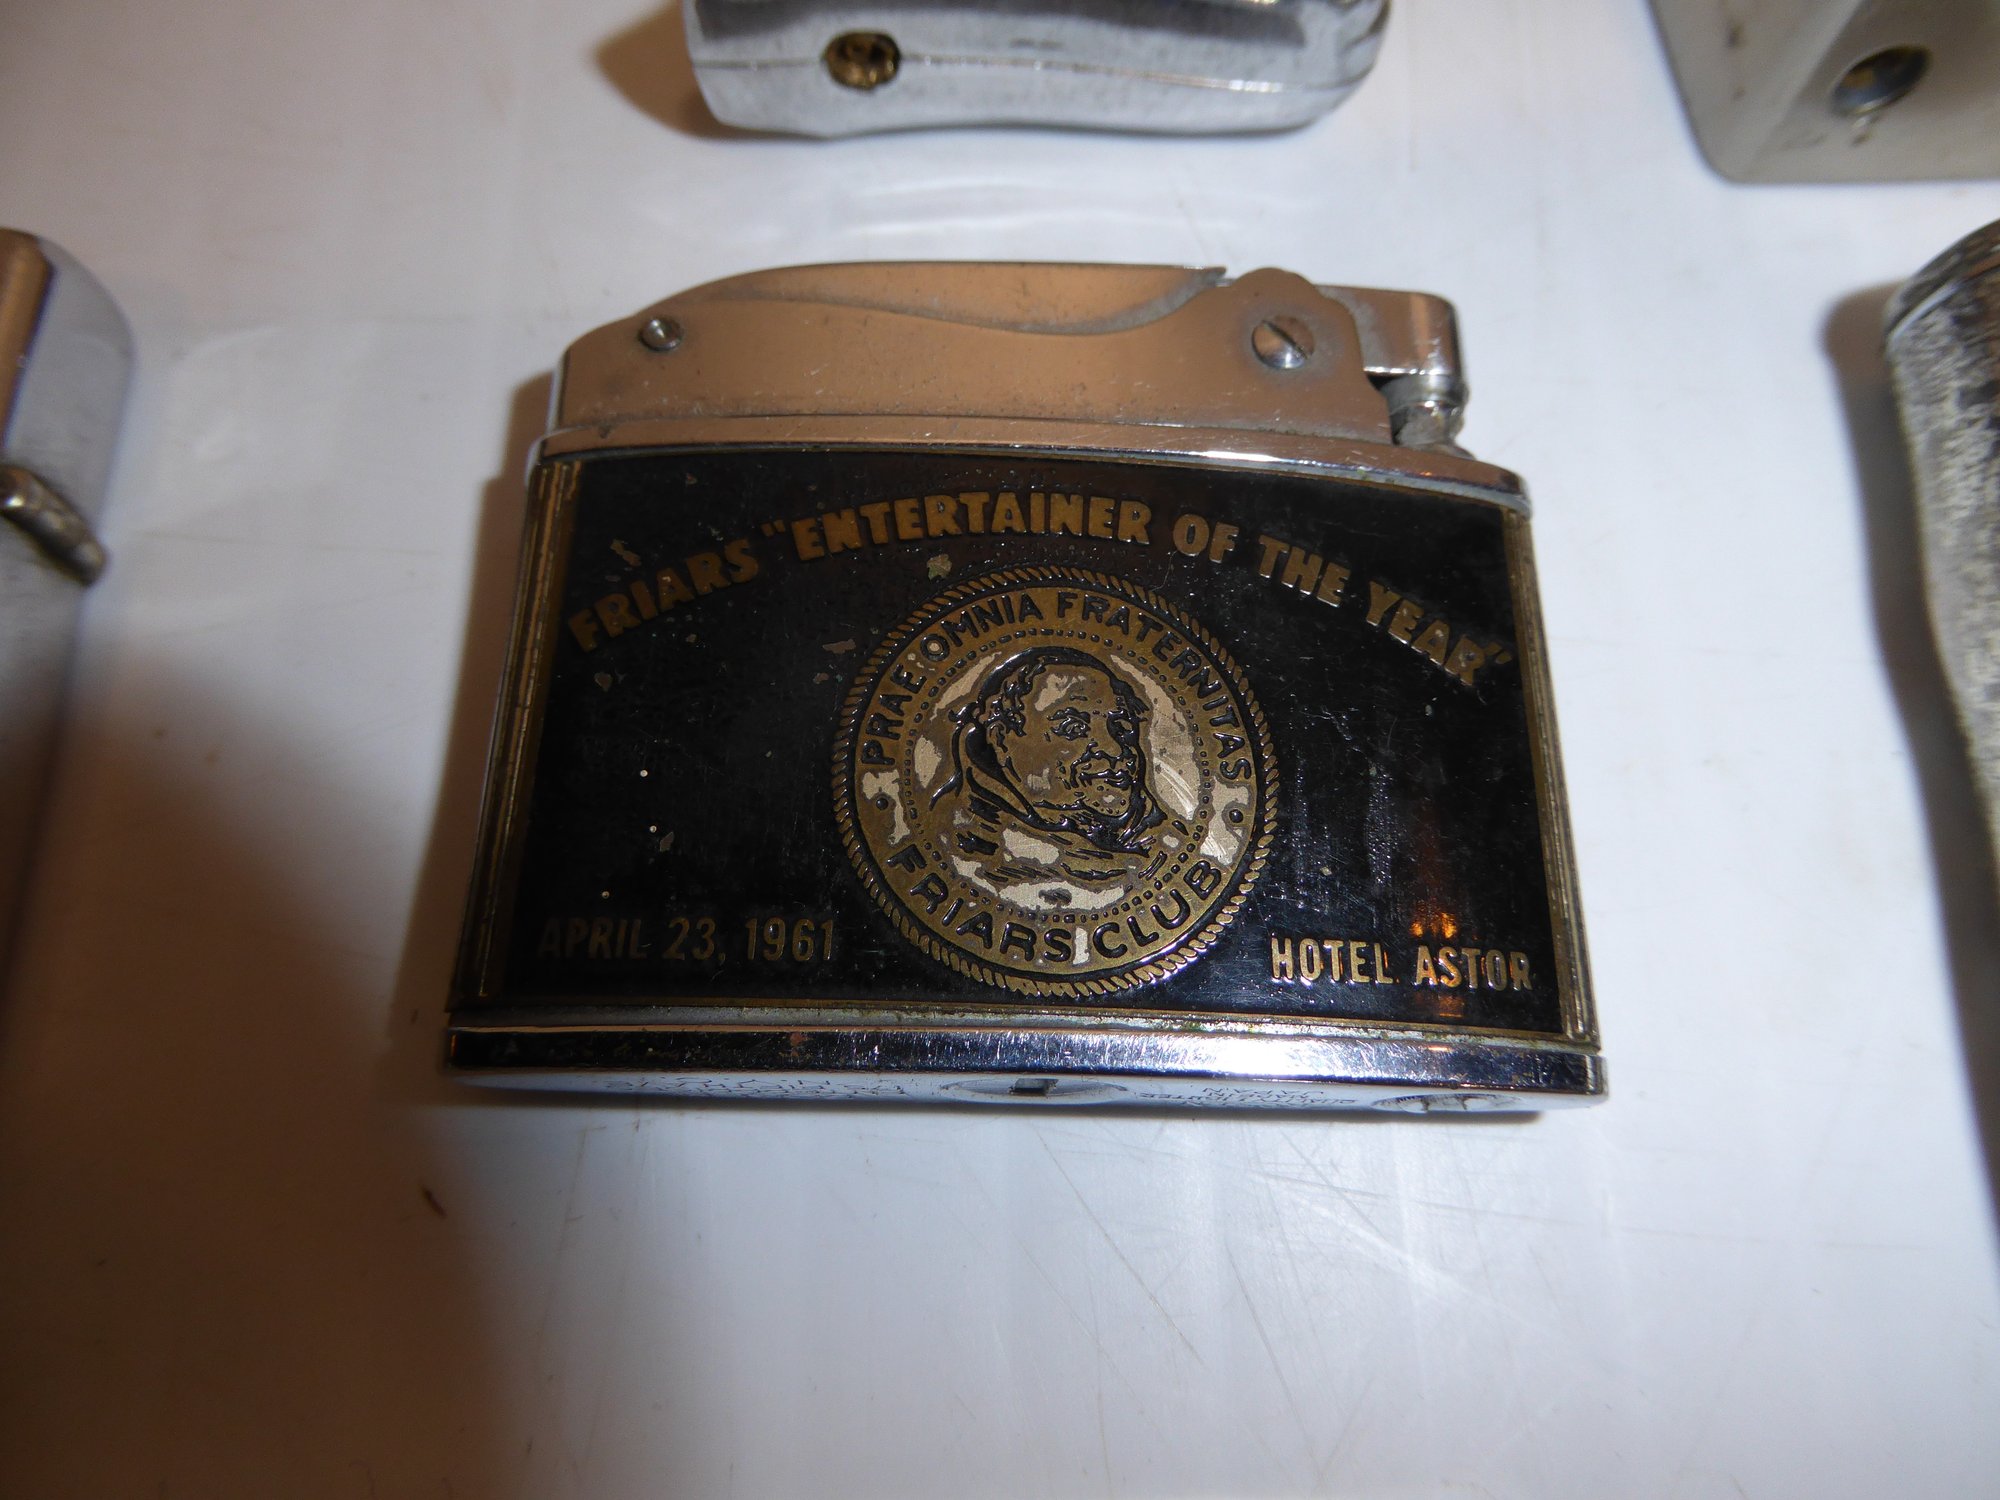 FRIARS "ENTERTAINER OF THE YEAR"
PRAE OMNIA FRATERNITAS
FRIARS CLUB
APRIL 23, 1961
HOTEL ASTOR